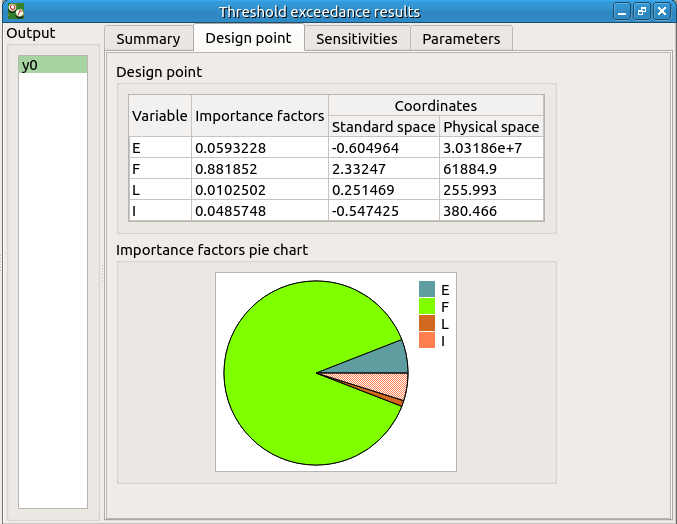 Threshold exceedance results
Output
y0
Summary Design point Sensitivities Parameters
Design point
Variable Importance factors Coordinates
Standard space Physical space
E 0.0593228 -0.604964 3.03186e+7
F 0.881852 2.33247 61884.9
L 0.0102502 0.251469 255.993
I 0.0485748 -0.547425 380.466
Importance factors pie chart
E
F
L
I